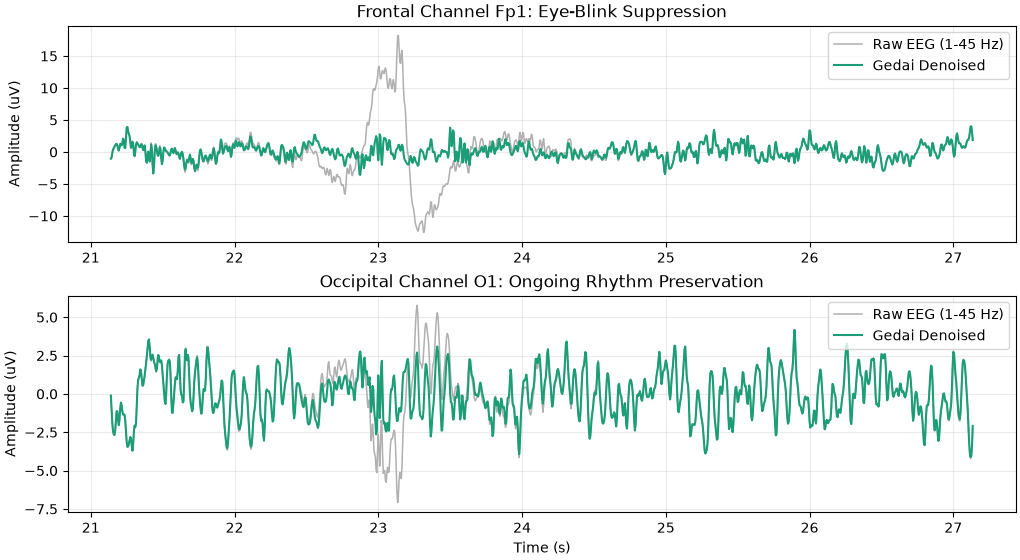 Frontal Channel Fp1: Eye-Blink Suppression
Amplitude (uV)
15
10
5
0
−5
−10
Raw EEG (1-45 Hz)
Gedai Denoised
21 22 23 24 25 26 27
Occipital Channel O1: Ongoing Rhythm Preservation
Amplitude (uV)
5.0
2.5
0.0
−2.5
−5.0
−7.5
Raw EEG (1-45 Hz)
Gedai Denoised
21 22 23 24 25 26 27
Time (s)